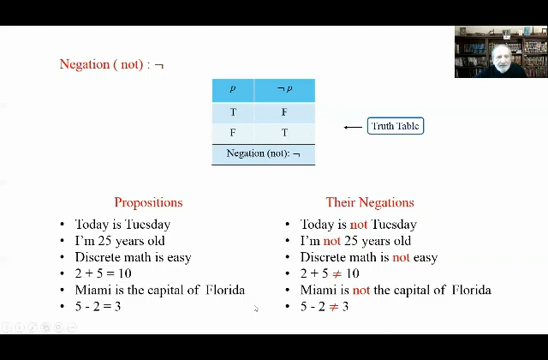 Negation ( not) : ¬
p ¬ p
T F
F T
Negation (not): ¬
Truth Table
Propositions
• Today is Tuesday
• I'm 25 years old
• Discrete math is easy
• 2 + 5 = 10
• Miami is the capital of Florida
• 5 - 2 = 3
Their Negations
• Today is not Tuesday
• I'm not 25 years old
• Discrete math is not easy
• 2 + 5 ≠ 10
• Miami is not the capital of Florida
• 5 - 2 ≠ 3